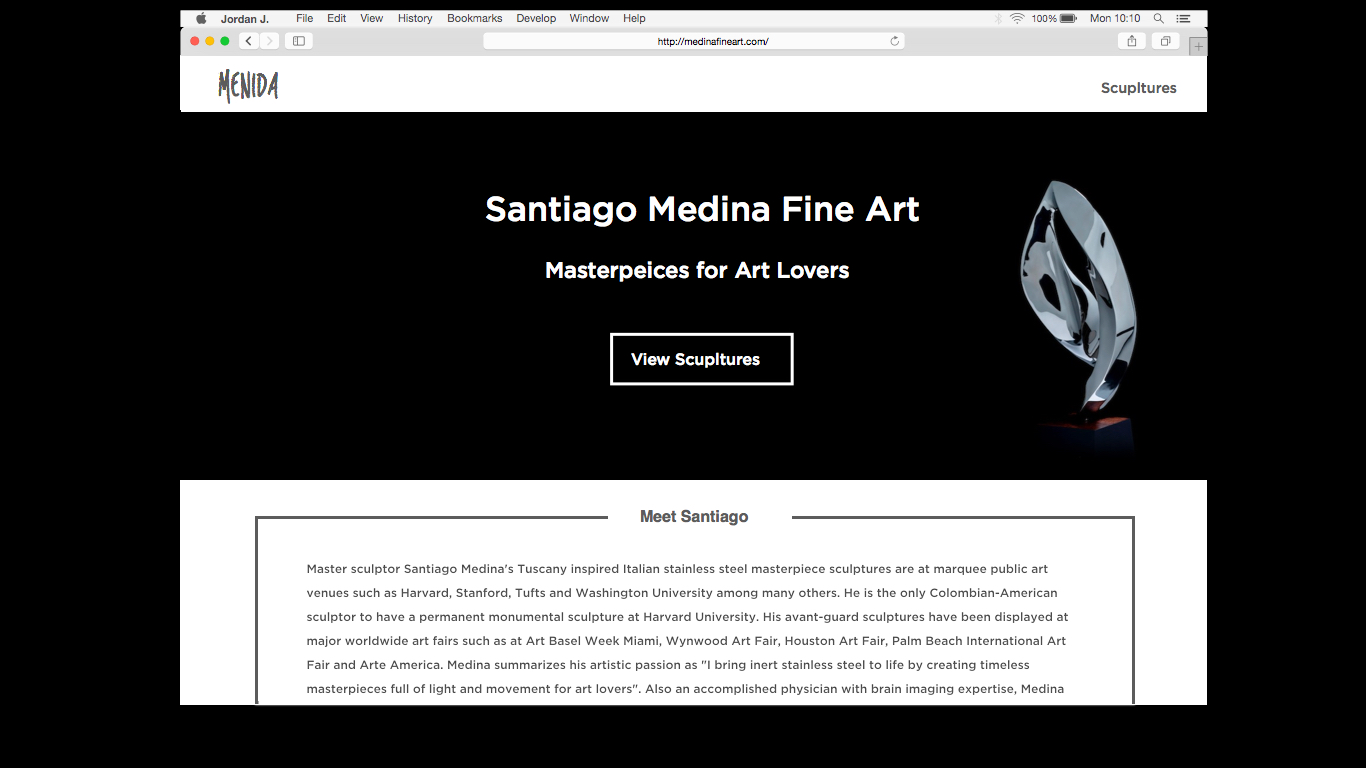 Jordan J. File Edit View History Bookmarks Develop Window Help 100% Mon 10:10
http://medinafineart.com/
MENIDA
Scupltures
Santiago Medina Fine Art
Masterpeices for Art Lovers
View Scupltures
Meet Santiago
Master sculptor Santiago Medina's Tuscany inspired Italian stainless steel masterpiece sculptures are at marquee public art
venues such as Harvard, Stanford, Tufts and Washington University among many others. He is the only Colombian-American
sculptor to have a permanent monumental sculpture at Harvard University. His avant-guard sculptures have been displayed at
major worldwide art fairs such as at Art Basel Week Miami, Wynwood Art Fair, Houston Art Fair, Palm Beach International Art
Fair and Arte America. Medina summarizes his artistic passion as "I bring inert stainless steel to life by creating timeless
masterpieces full of light and movement for art lovers". Also an accomplished physician with brain imaging expertise, Medina